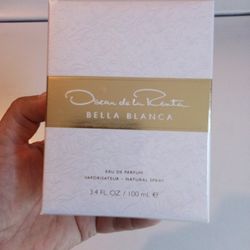 Oscar de la Renta
BELLA BLANCA
EAU DE PARFUM
VAPORISATEUR • NATURAL SPRAY
3.4 FL. OZ / 100 mL ℮